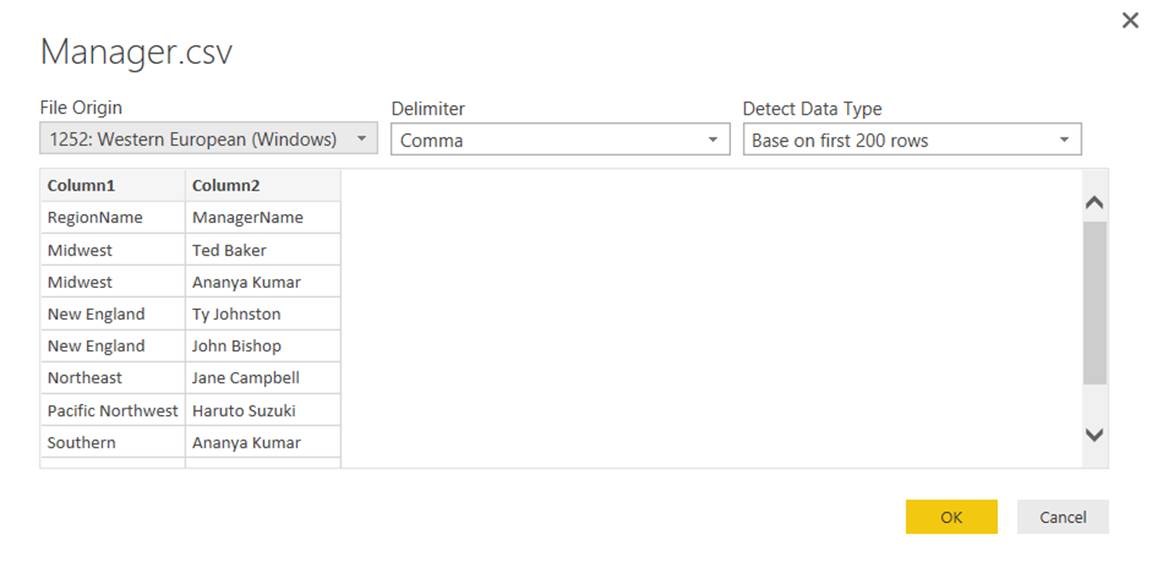 Manager.csv
File Origin Delimiter Detect Data Type
1252: Western European (Windows) Comma Base on first 200 rows
Column1 Column2
RegionName ManagerName
Midwest Ted Baker
Midwest Ananya Kumar
New England Ty Johnston
New England John Bishop
Northeast Jane Campbell
Pacific Northwest Haruto Suzuki
Southern Ananya Kumar
OK Cancel